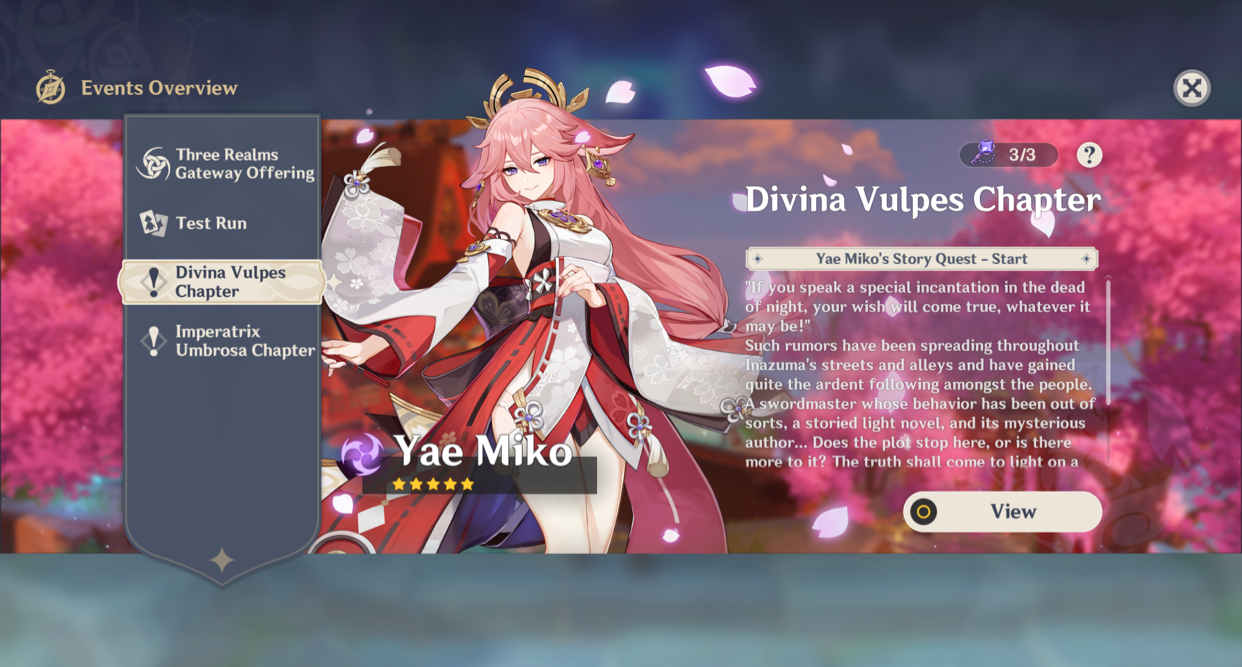 Events Overview
Three Realms
Gateway Offering
Test Run
Divina Vulpes
Chapter
Imperatrix
Umbrosa Chapter
Yae Miko
3/3
?
Divina Vulpes Chapter
Yae Miko's Story Quest - Start
"If you speak a special incantation in the dead
of night, your wish will come true, whatever it
may be!"
Such rumors have been spreading throughout
Inazuma's streets and alleys and have gained
quite the ardent following amongst the people.
A swordmaster whose behavior has been out of
sorts, a storied light novel, and its mysterious
author... Does the plot stop here, or is there
more to it? The truth shall come to light on a
View